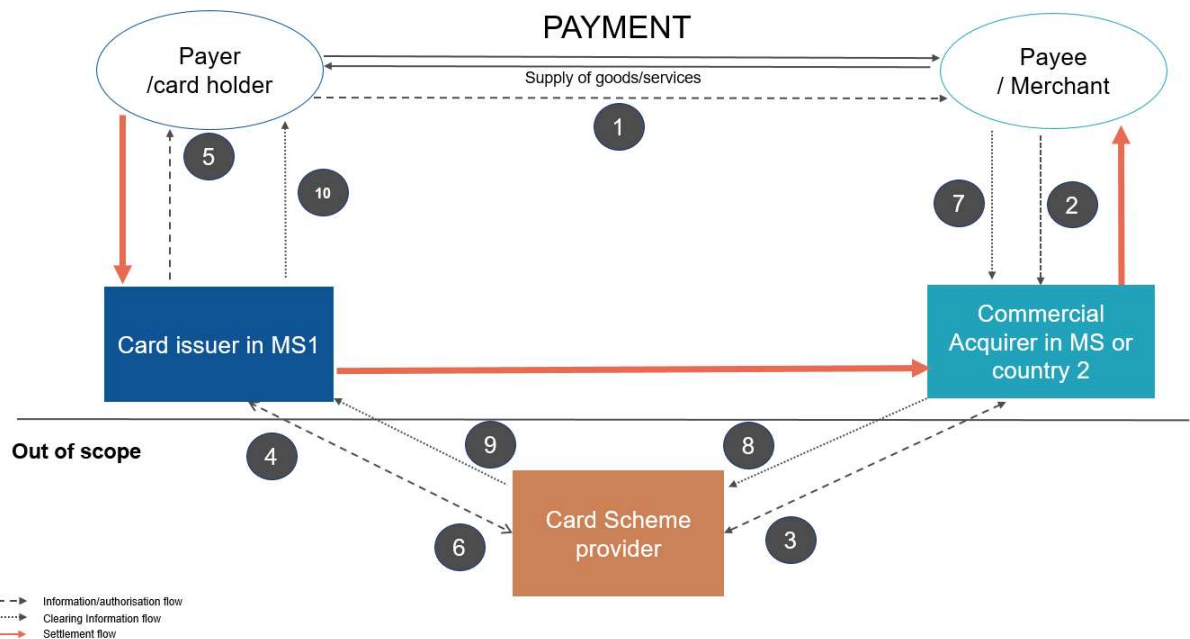 PAYMENT
Payer
/card holder
Payee
/ Merchant
Supply of goods/services
1
5
10
7
2
Card issuer in MS1
Commercial
Acquirer in MS or
country 2
Out of scope
4
9
8
6
3
Card Scheme
provider
Information/authorisation flow
Clearing Information flow
Settlement flow